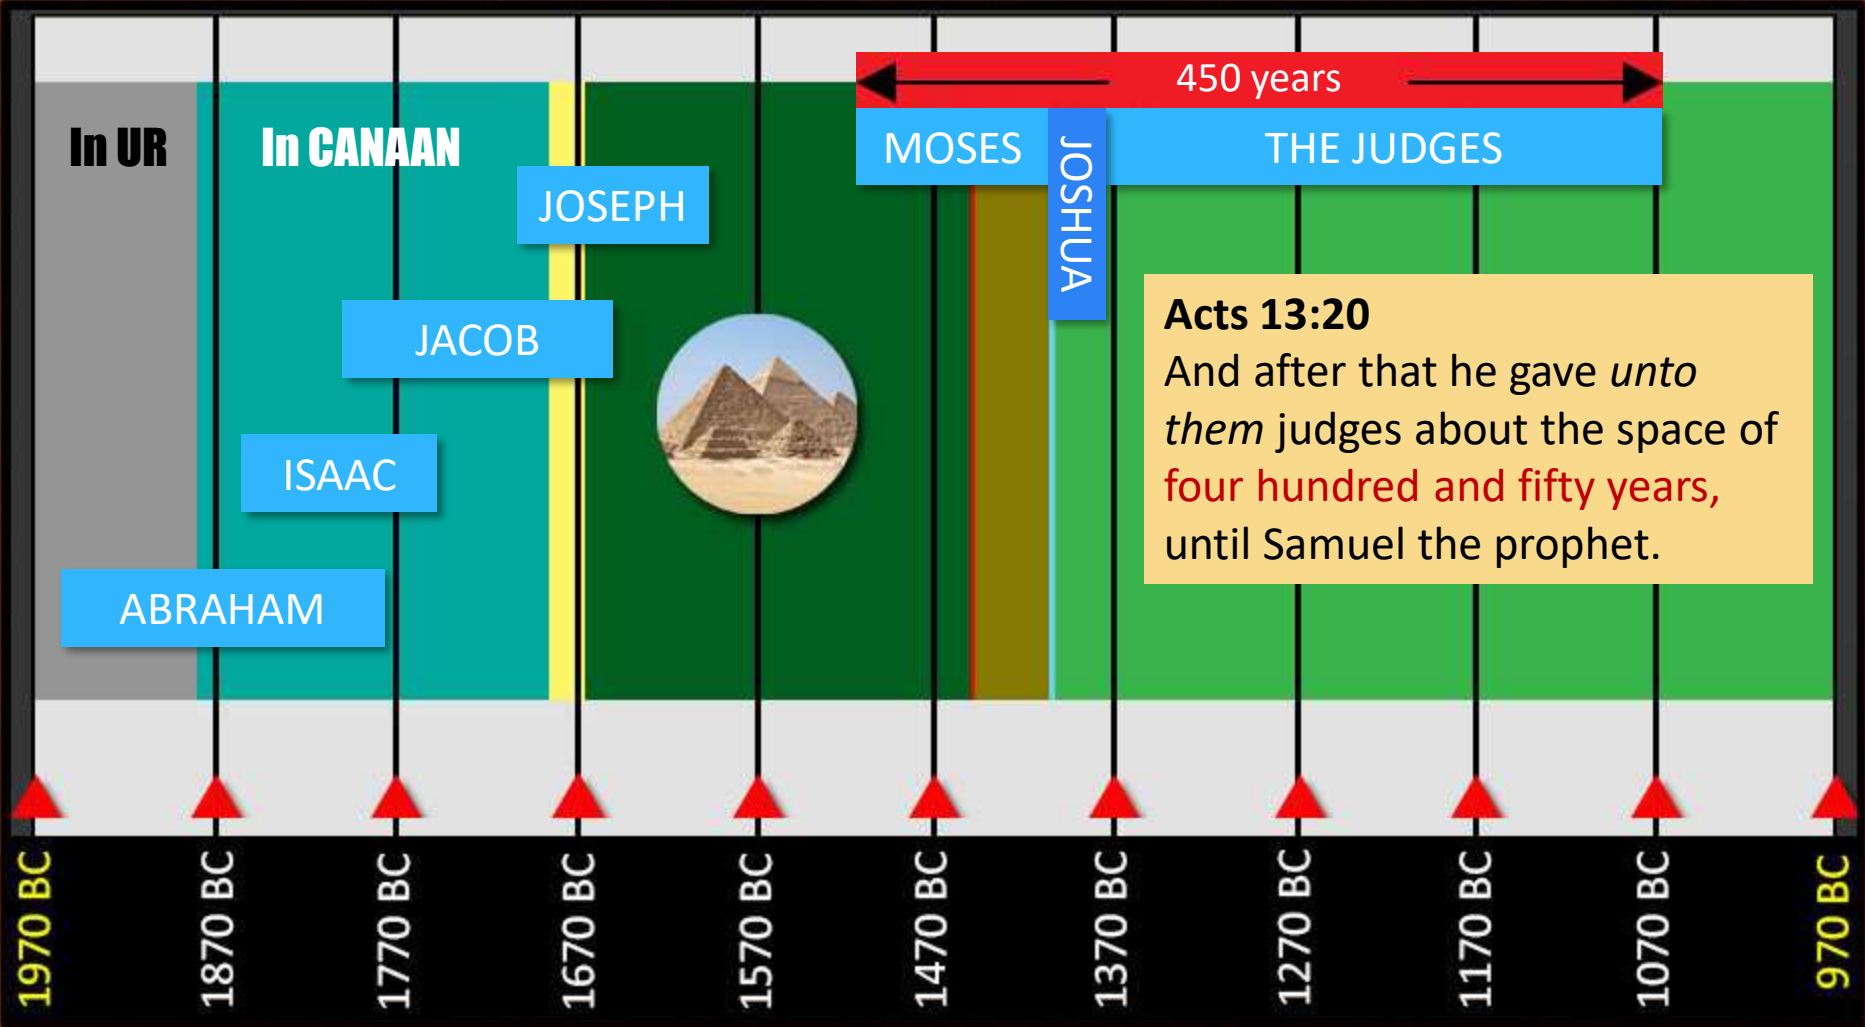 450 years
In UR
In CANAAN
MOSES
JOSHUA
THE JUDGES
JOSEPH
JACOB
ISAAC
ABRAHAM
Acts 13:20
And after that he gave unto
them judges about the space of
four hundred and fifty years,
until Samuel the prophet.
1970 BC
1870 BC
1770 BC
1670 BC
1570 BC
1470 BC
1370 BC
1270 BC
1170 BC
1070 BC
970 BC